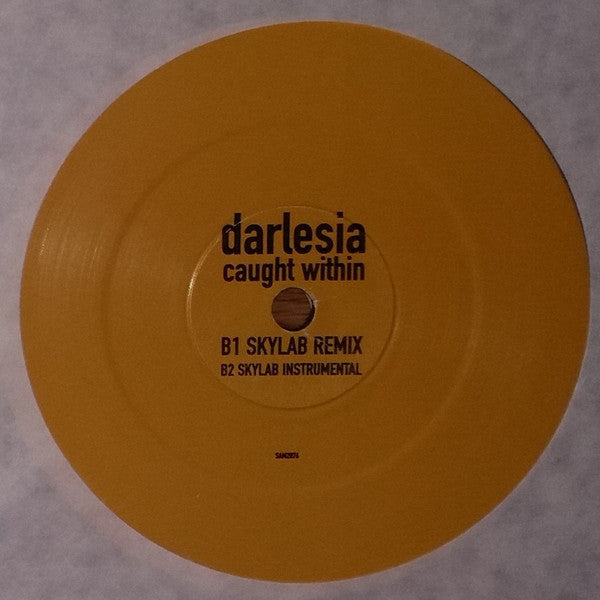 darlesia
caught within
B1 SKYLAB REMIX
B2 SKYLAB INSTRUMENTAL